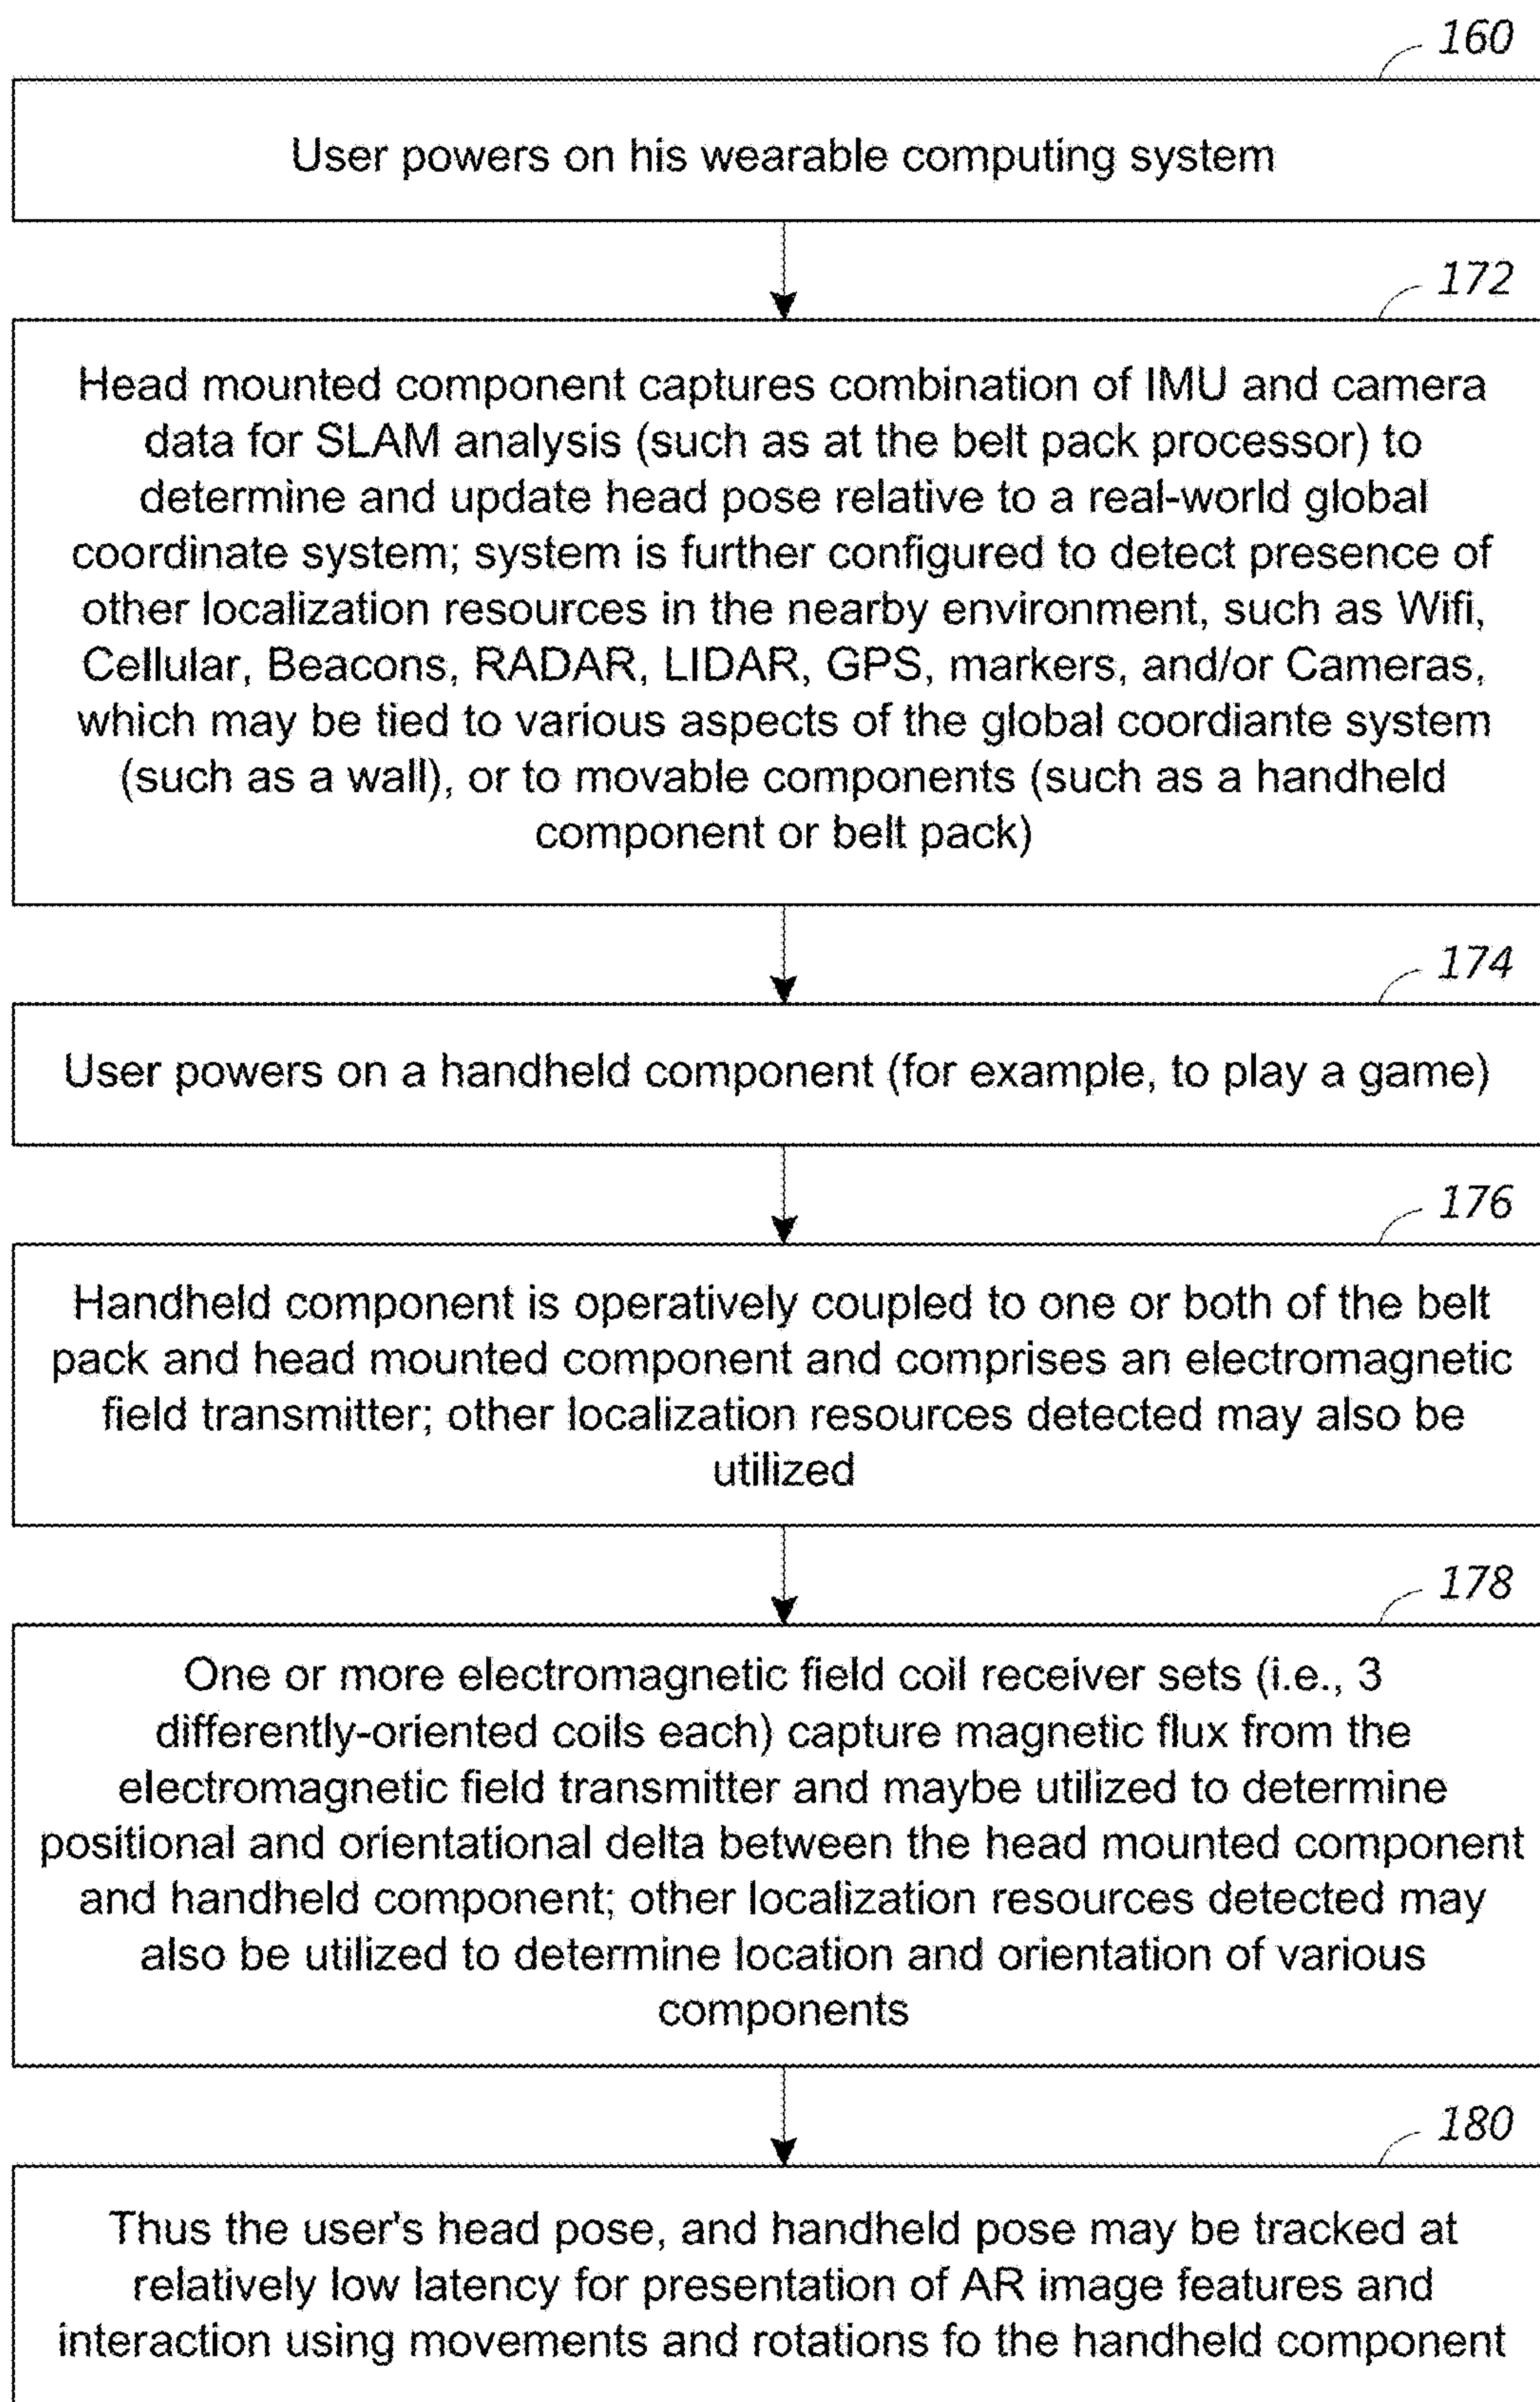 160
User powers on his wearable computing system
172
Head mounted component captures combination of IMU and camera
data for SLAM analysis (such as at the belt pack processor) to
determine and update head pose relative to a real-world global
coordinate system; system is further configured to detect presence of
other localization resources in the nearby environment, such as Wifi,
Cellular, Beacons, RADAR, LIDAR, GPS, markers, and/or Cameras,
which may be tied to various aspects of the global coordiante system
(such as a wall), or to movable components (such as a handheld
component or belt pack)
174
User powers on a handheld component (for example, to play a game)
176
Handheld component is operatively coupled to one or both of the belt
pack and head mounted component and comprises an electromagnetic
field transmitter; other localization resources detected may also be
utilized
178
One or more electromagnetic field coil receiver sets (i.e., 3
differently-oriented coils each) capture magnetic flux from the
electromagnetic field transmitter and maybe utilized to determine
positional and orientational delta between the head mounted component
and handheld component; other localization resources detected may
also be utilized to determine location and orientation of various
components
180
Thus the user's head pose, and handheld pose may be tracked at
relatively low latency for presentation of AR image features and
interaction using movements and rotations fo the handheld component